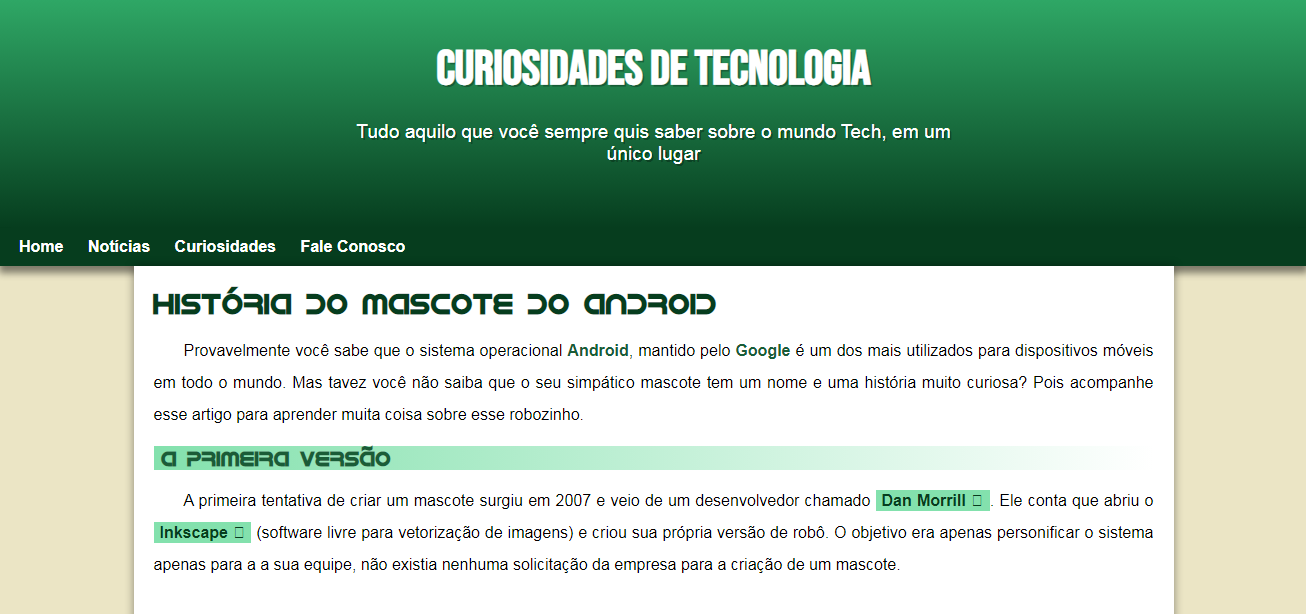 CURIOSIDADES DE TECNOLOGIA
Tudo aquilo que você sempre quis saber sobre o mundo Tech, em um
único lugar
Home Notícias Curiosidades Fale Conosco
HISTÓRIA DO MASCOTE DO ANDROID
Provavelmente você sabe que o sistema operacional Android, mantido pelo Google é um dos mais utilizados para dispositivos móveis
em todo o mundo. Mas tavez você não saiba que o seu simpático mascote tem um nome e uma história muito curiosa? Pois acompanhe
esse artigo para aprender muita coisa sobre esse robozinho.
A PRIMEIRA VERSÃO
A primeira tentativa de criar um mascote surgiu em 2007 e veio de um desenvolvedor chamado Dan Morrill. Ele conta que abriu o
Inkscape (software livre para vetorização de imagens) e criou sua própria versão de robô. O objetivo era apenas personificar o sistema
apenas para a a sua equipe, não existia nenhuma solicitação da empresa para a criação de um mascote.